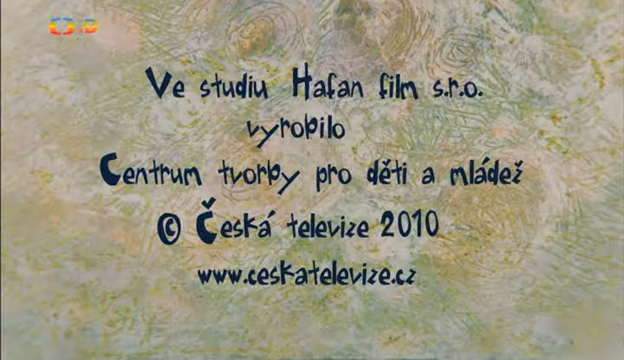 :D
Ve studiu Hafan film s.r.o.
vyrobilo
Centrum tvorby pro děti a mládež
© Česká televize 2010
www.ceskatelevize.cz